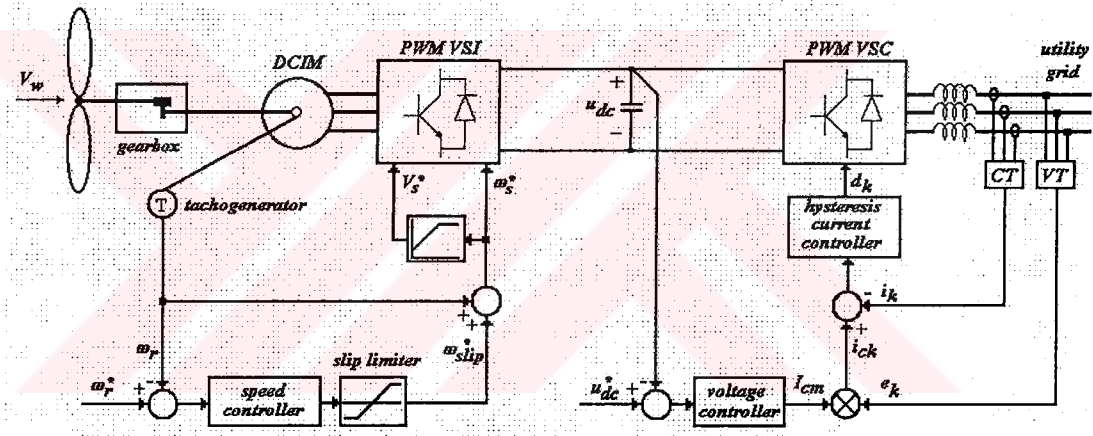 PWM VSI
PWM VSC
utility
grid
DCIM
V_w
gearbox
+
u_dc
−
V_s*
ω_s*
d_k
CT
VT
T
tachogenerator
hysteresis
current
controller
-
i_k
+
+
+
i_ck
ω_r
ω_slip*
slip limiter
ω_r*
+
-
speed
controller
u_dc*
+
-
voltage
controller
I_cm
e_k